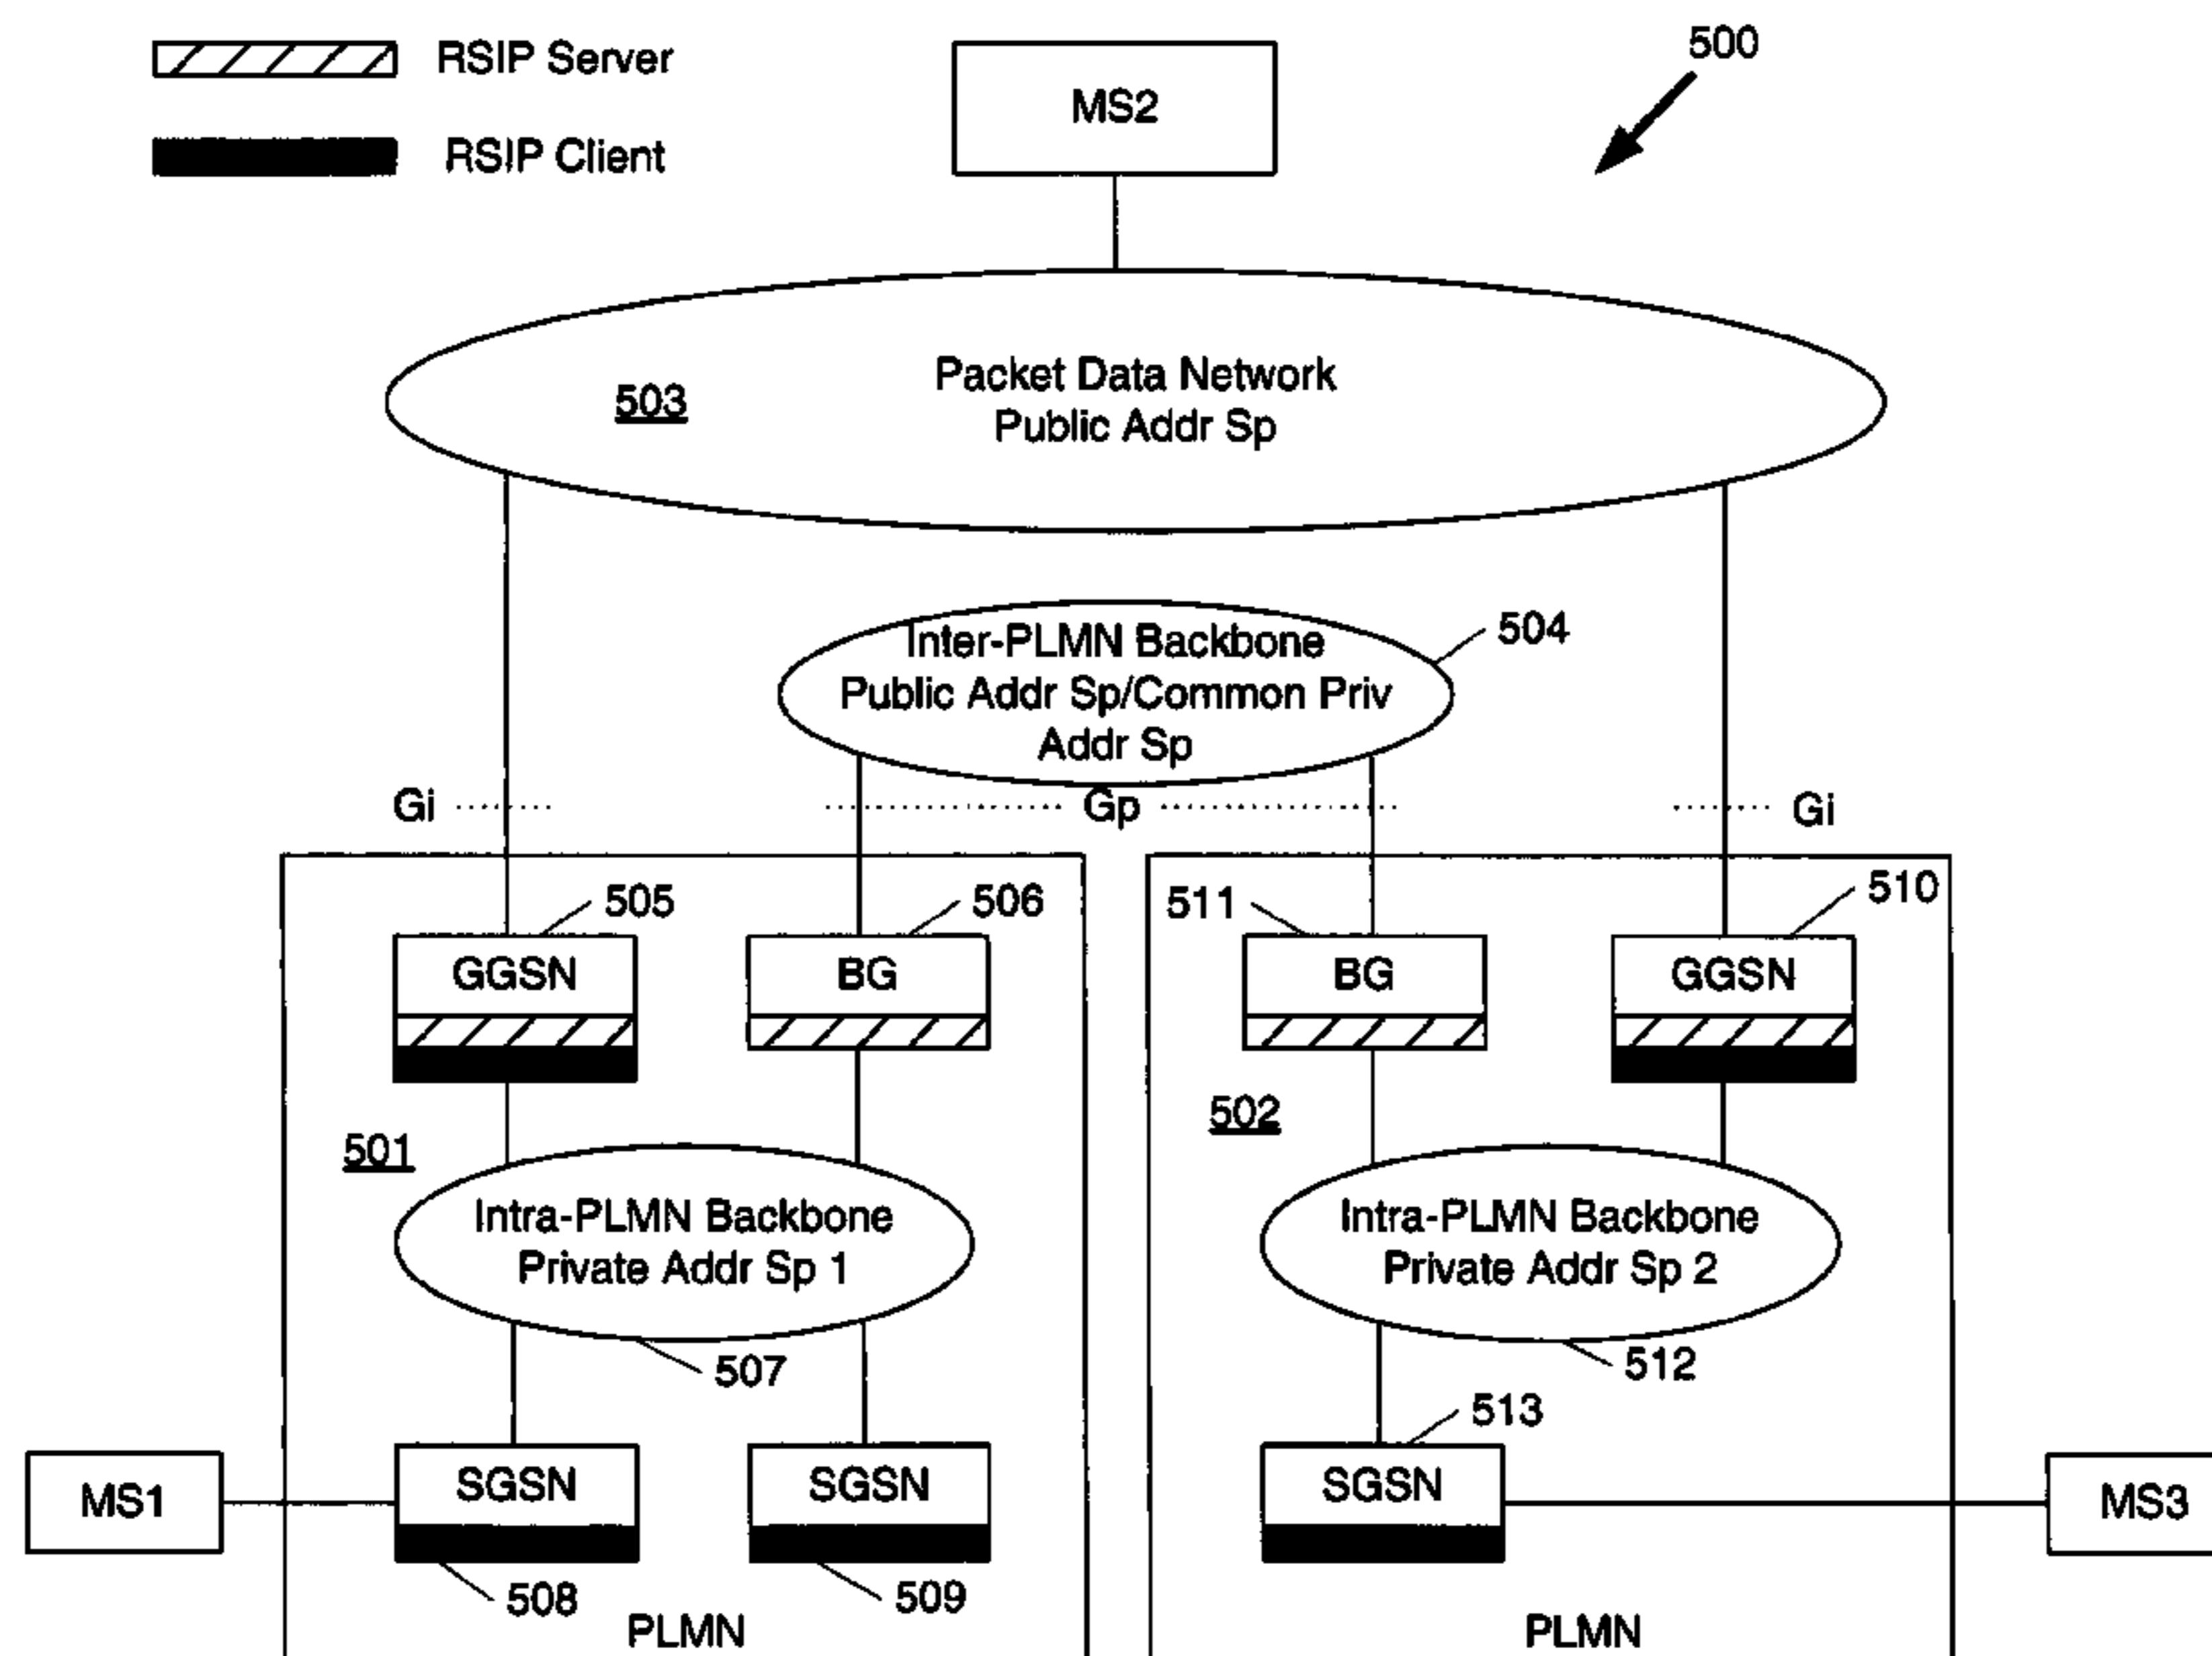 RSIP Server
RSIP Client
MS2
500
503
Packet Data Network
Public Addr Sp
Inter-PLMN Backbone
Public Addr Sp/Common Priv
Addr Sp
504
Gi
Gp
Gi
505
506
511
510
GGSN
BG
BG
GGSN
501
502
Intra-PLMN Backbone
Private Addr Sp 1
Intra-PLMN Backbone
Private Addr Sp 2
507
512
513
MS1
SGSN
SGSN
SGSN
MS3
508
509
PLMN
PLMN